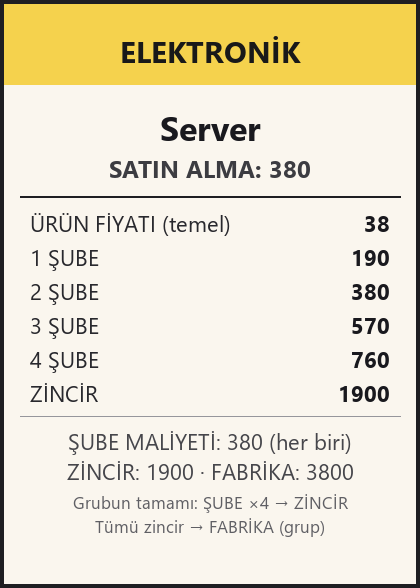 ELEKTRONİK
Server
SATIN ALMA: 380
ÜRÜN FİYATI (temel) 38
1 ŞUBE 190
2 ŞUBE 380
3 ŞUBE 570
4 ŞUBE 760
ZİNCİR 1900
ŞUBE MALİYETİ: 380 (her biri)
ZİNCİR: 1900 · FABRİKA: 3800
Grubun tamamı: ŞUBE ×4 → ZİNCİR
Tümü zincir → FABRİKA (grup)